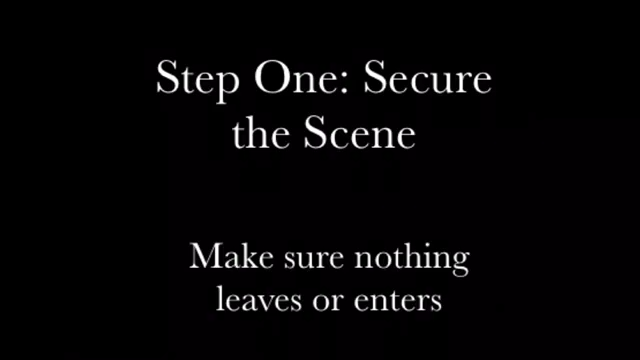 Step One: Secure
the Scene
Make sure nothing
leaves or enters